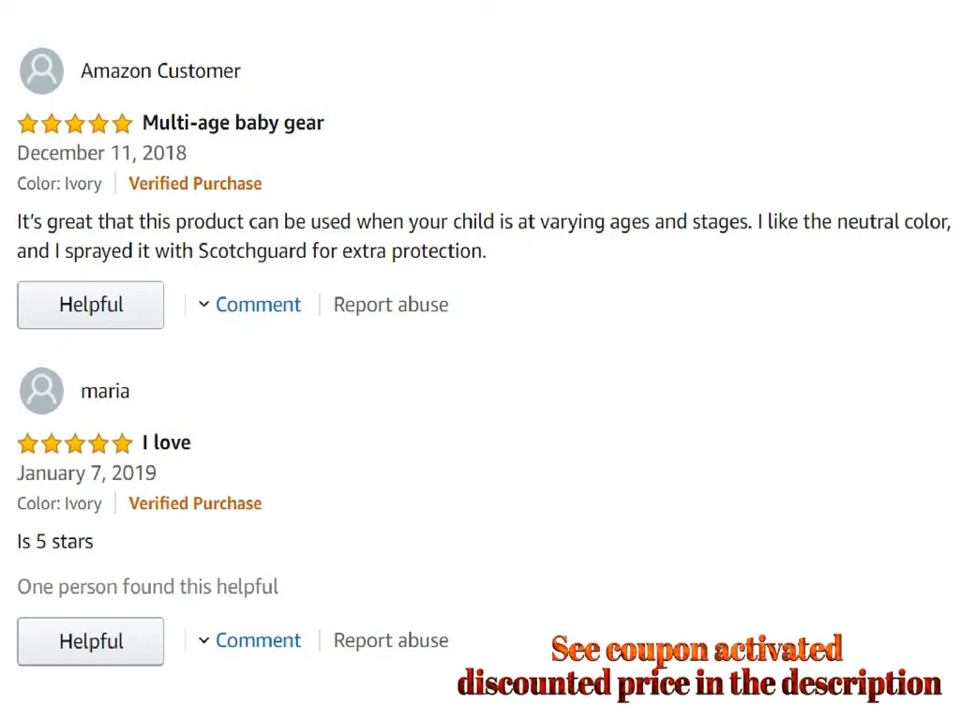 Amazon Customer
Multi-age baby gear
December 11, 2018
Color: Ivory
Verified Purchase
It's great that this product can be used when your child is at varying ages and stages. I like the neutral color,
and I sprayed it with Scotchguard for extra protection.
Helpful
Comment
Report abuse
maria
I love
January 7, 2019
Color: Ivory
Verified Purchase
Is 5 stars
One person found this helpful
Helpful
Comment
Report abuse
See coupon activated
discounted price in the description